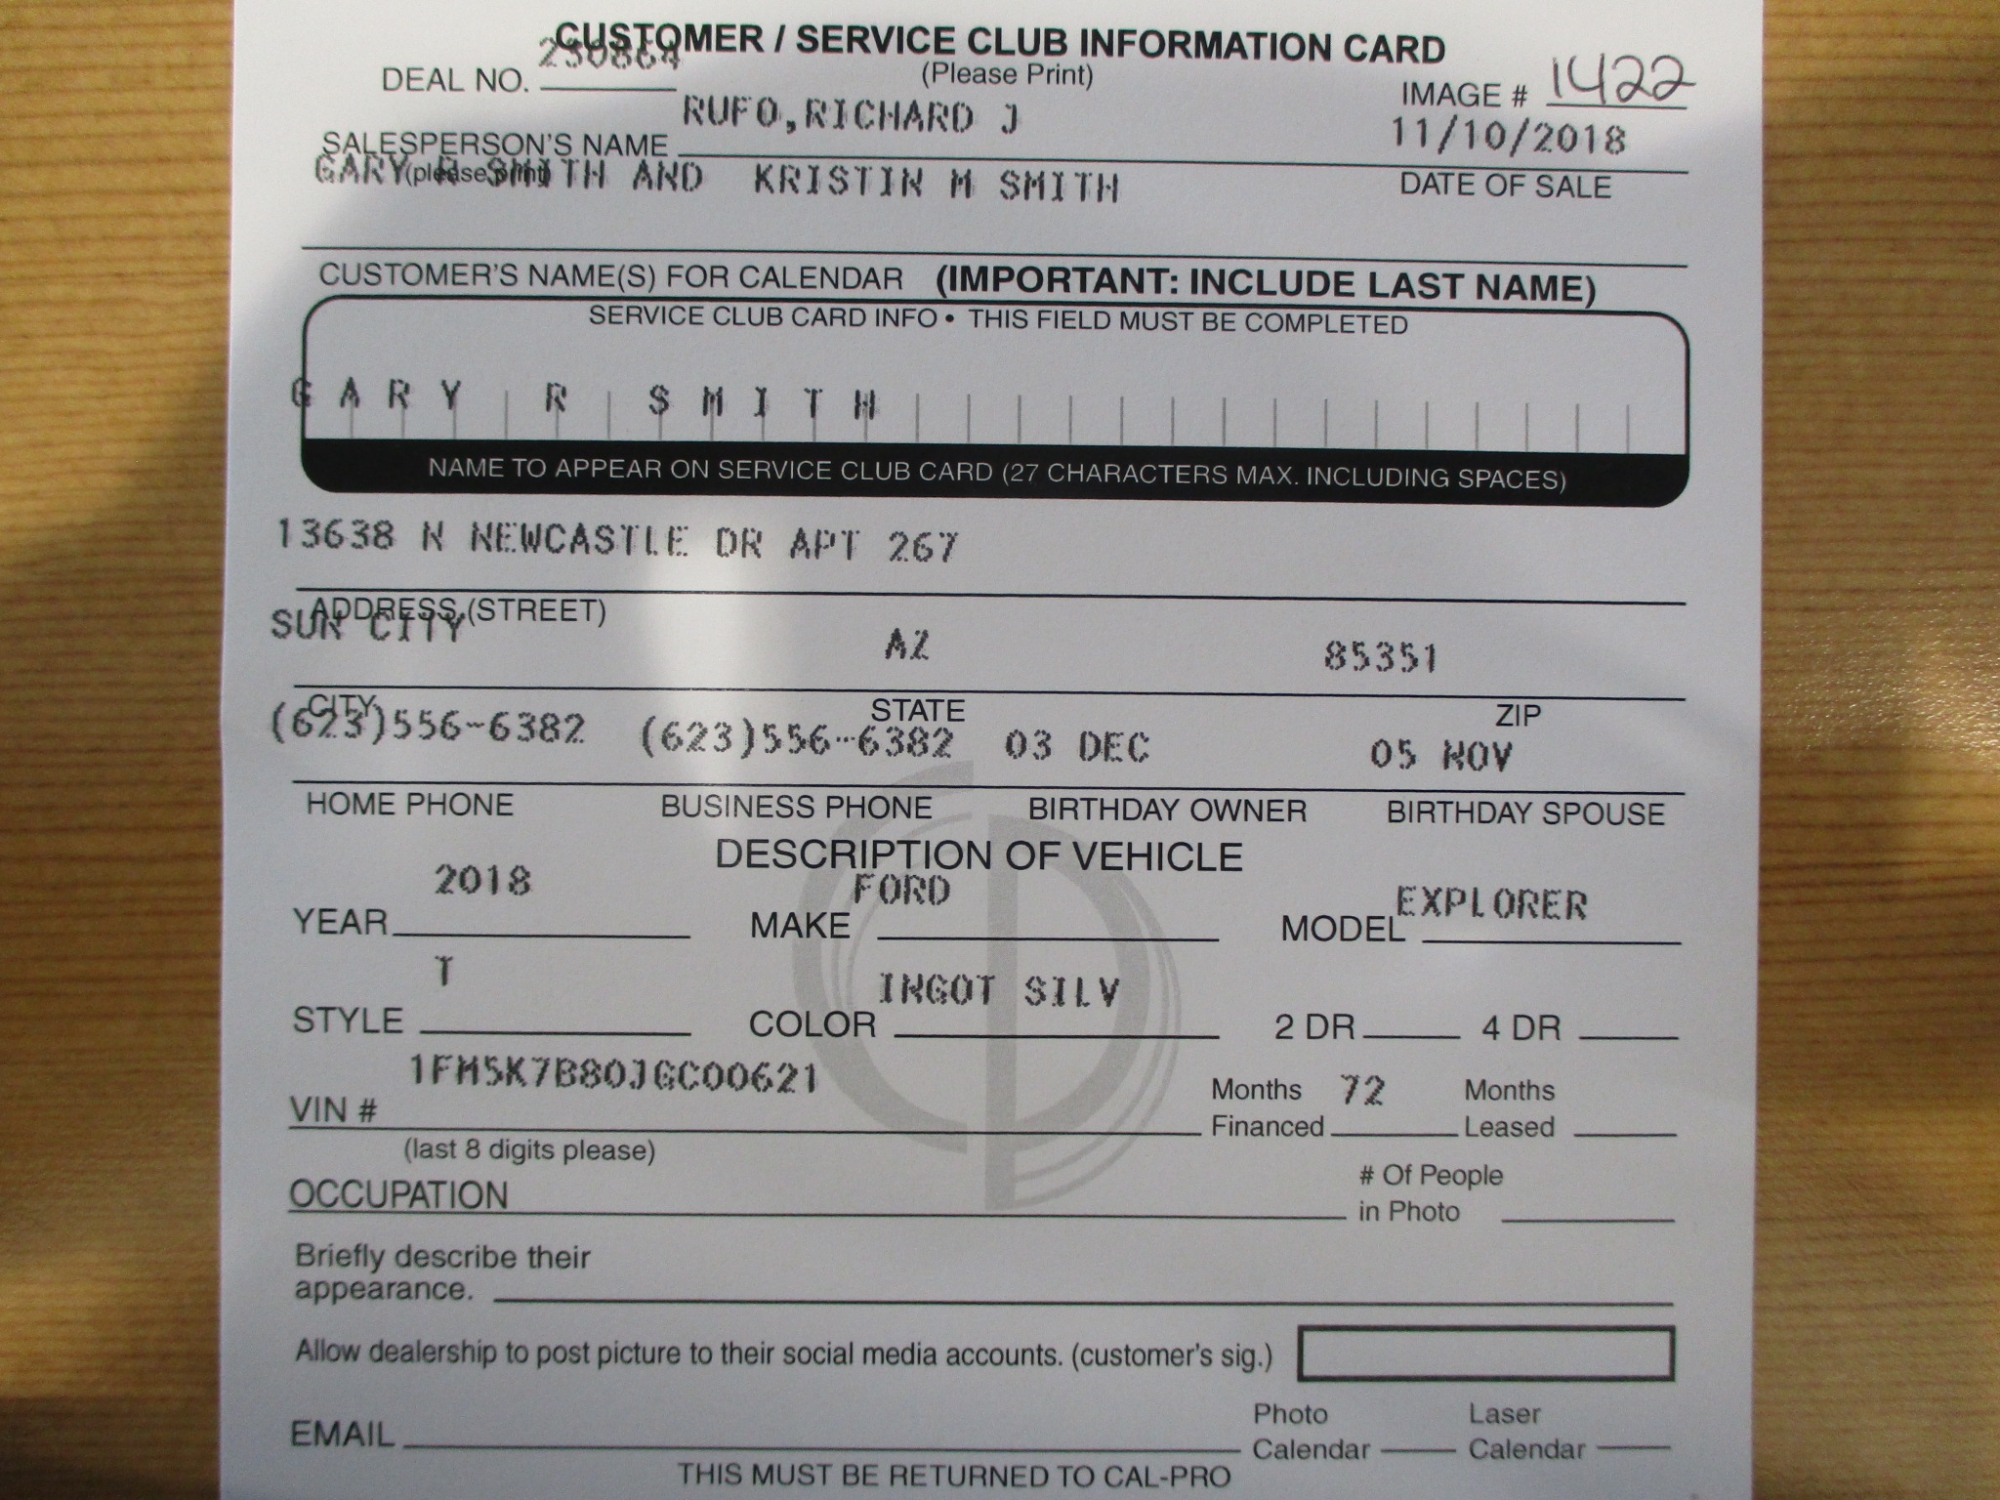 CUSTOMER / SERVICE CLUB INFORMATION CARD
(Please Print)
DEAL NO. 230864
IMAGE # 1422
RUFO,RICHARD J
11/10/2018
SALESPERSON'S NAME
(please print)
DATE OF SALE
GARY R SMITH AND KRISTIN M SMITH
CUSTOMER'S NAME(S) FOR CALENDAR (IMPORTANT: INCLUDE LAST NAME)
SERVICE CLUB CARD INFO • THIS FIELD MUST BE COMPLETED
GARY R SMITH
NAME TO APPEAR ON SERVICE CLUB CARD (27 CHARACTERS MAX. INCLUDING SPACES)
13638 N NEWCASTLE DR APT 267
ADDRESS (STREET)
SUN CITY AZ 85351
CITY STATE ZIP
(623)556-6382 (623)556-6382 03 DEC 05 NOV
HOME PHONE BUSINESS PHONE BIRTHDAY OWNER BIRTHDAY SPOUSE
DESCRIPTION OF VEHICLE
2018 FORD EXPLORER
YEAR MAKE MODEL
T INGOT SILV
STYLE COLOR 2 DR 4 DR
1FM5K7B80JGC00621
VIN #
(last 8 digits please)
Months Financed 72 Months Leased
OCCUPATION
# Of People in Photo
Briefly describe their
appearance.
Allow dealership to post picture to their social media accounts. (customer's sig.)
EMAIL
Photo Calendar Laser Calendar
THIS MUST BE RETURNED TO CAL-PRO